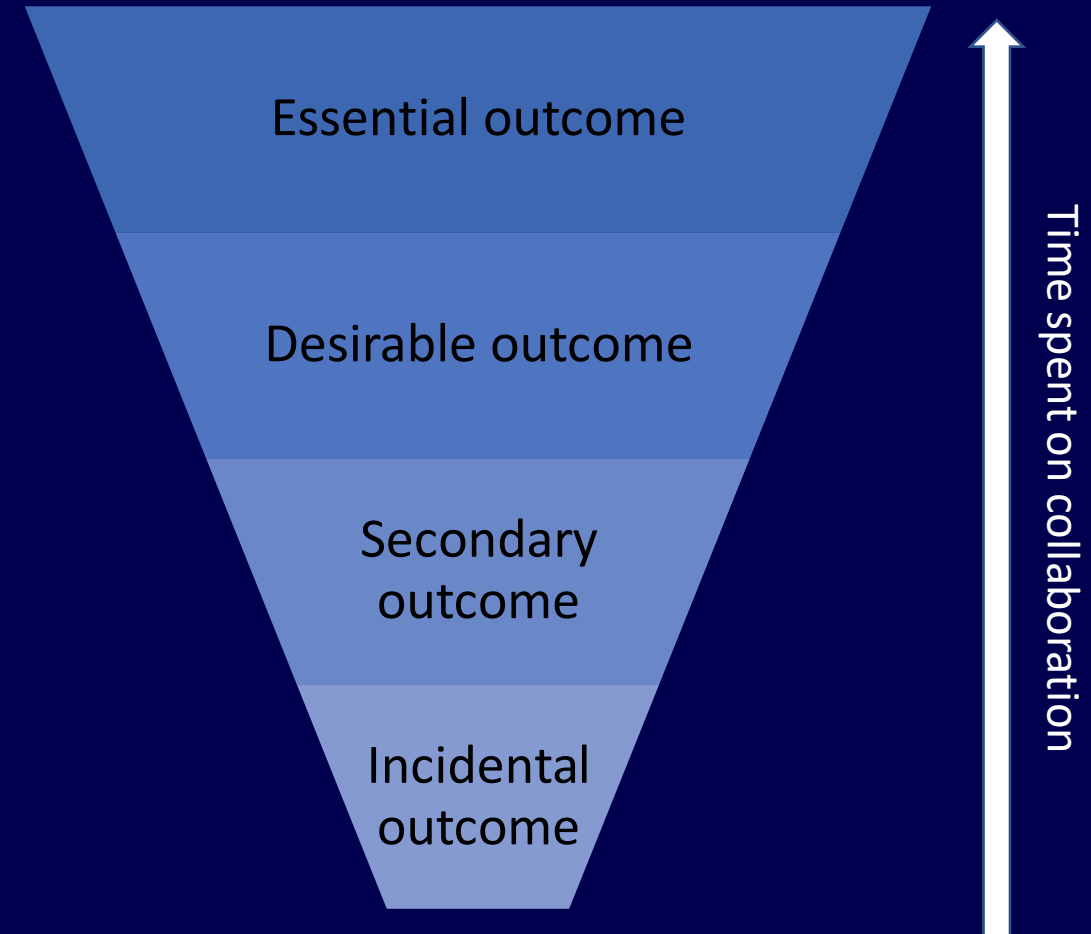 Essential outcome
Desirable outcome
Secondary
outcome
Incidental
outcome
Time spent on collaboration